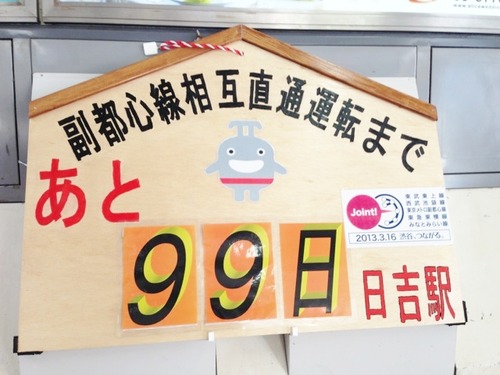 副都心線相互直通運転まで
あと
99日
Joint!
東武東上線
西武池袋線
東京メトロ副都心線
東急東横線
みなとみらい線
2013.3.16 渋谷、つながる。
日吉駅